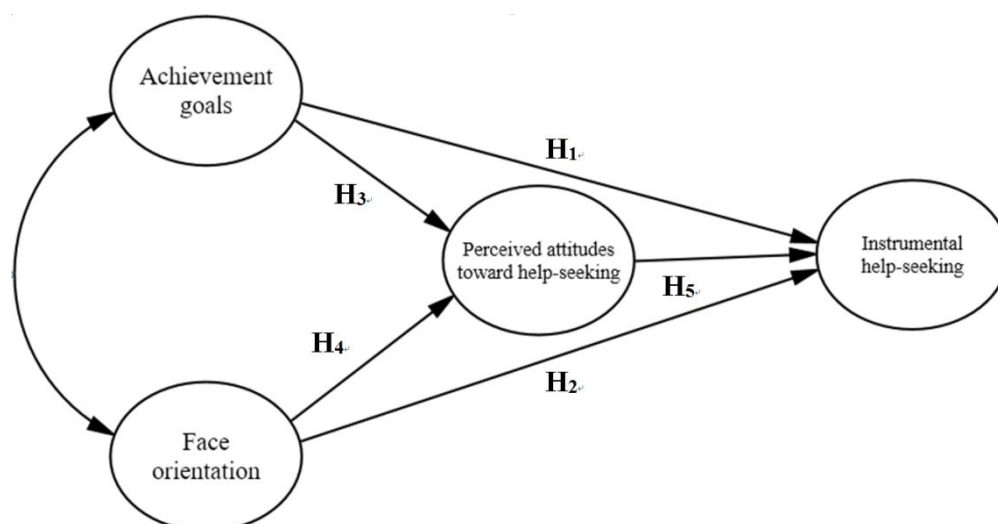 Achievement
goals
H1
H3
Perceived attitudes
toward help-seeking
Instrumental
help-seeking
H5
H4
H2
Face
orientation